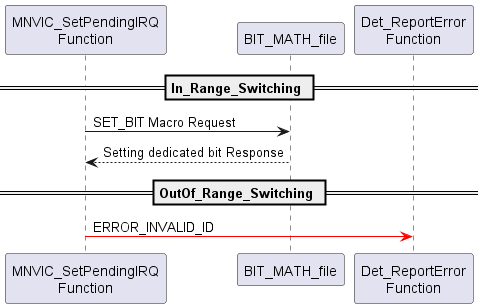 MNVIC_SetPendingIRQ
Function
BIT_MATH_file
Det_ReportError
Function
In_Range_Switching
SET_BIT Macro Request
Setting dedicated bit Response
OutOf_Range_Switching
ERROR_INVALID_ID
MNVIC_SetPendingIRQ
Function
BIT_MATH_file
Det_ReportError
Function